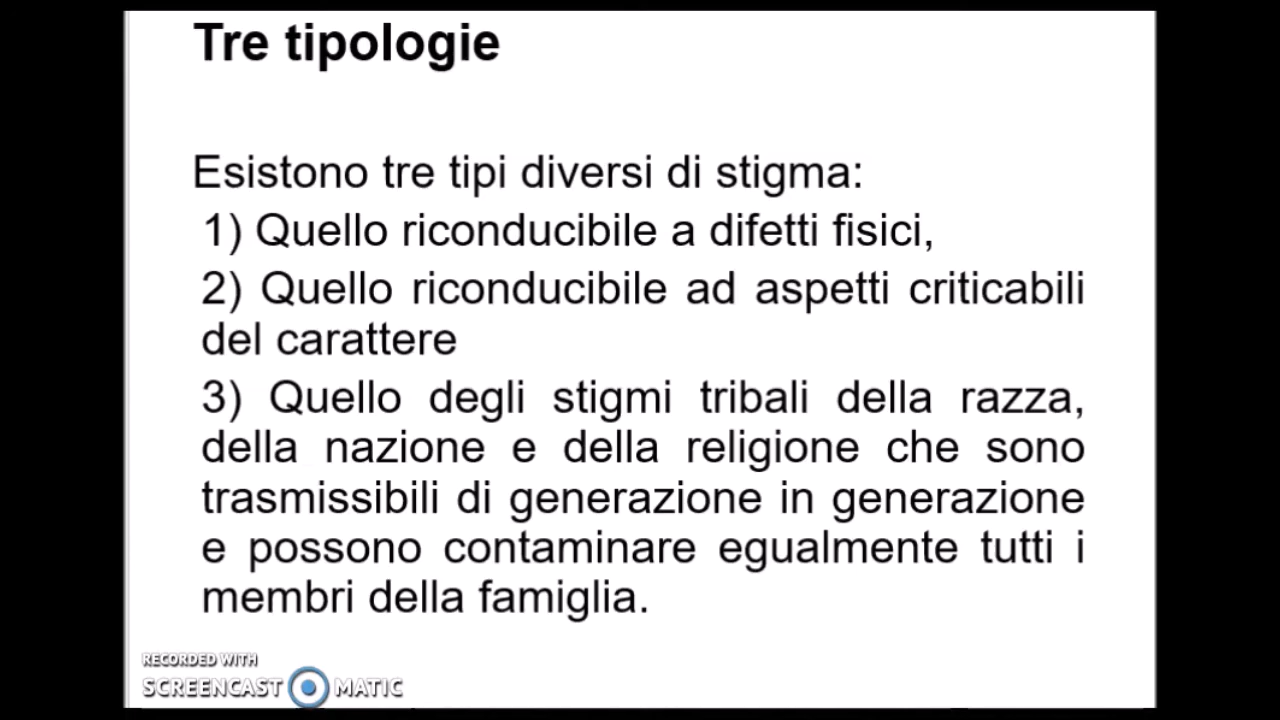 Tre tipologie
Esistono tre tipi diversi di stigma:
1) Quello riconducibile a difetti fisici,
2) Quello riconducibile ad aspetti criticabili
del carattere
3) Quello degli stigmi tribali della razza,
della nazione e della religione che sono
trasmissibili di generazione in generazione
e possono contaminare egualmente tutti i
membri della famiglia.
RECORDED WITH
SCREENCAST MATIC